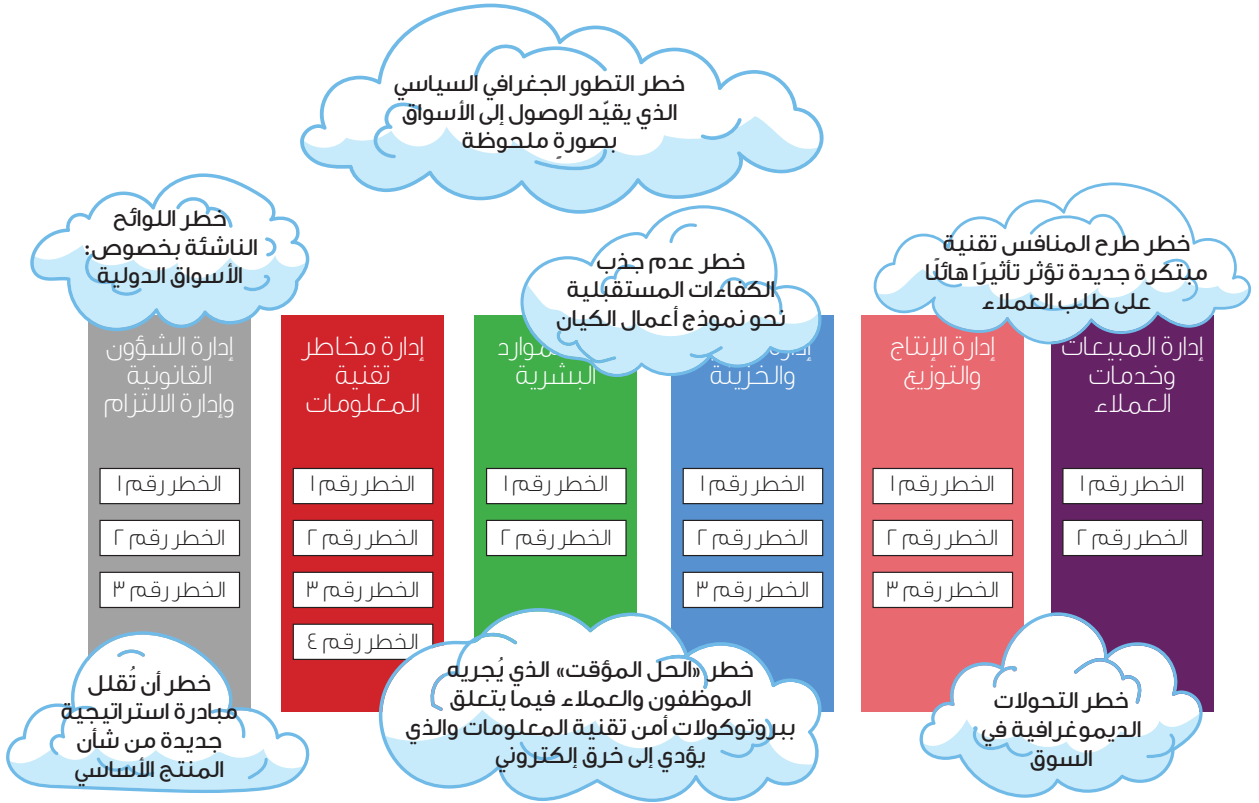 خطر التطور الجغرافي السياسي
الذي يقيّد الوصول إلى الأسواق
بصورةٍ ملحوظة
خطر طرح المنافس تقنية
مبتكرة جديدة تؤثر تأثيرًا هائلًا
على طلب العملاء
خطر عدم جذب
الكفاءات المستقبلية
نحو نموذج أعمال الكيان
خطر اللوائح
الناشئة بخصوص:
الأسواق الدولية
إدارة المبيعات
وخدمات
العملاء
الخطر رقم ١
الخطر رقم ٢
إدارة الإنتاج
والتوزيع
الخطر رقم ١
الخطر رقم ٢
الخطر رقم ٣
والخزينة
الخطر رقم ١
الخطر رقم ٢
الخطر رقم ٣
الموارد
البشرية
الخطر رقم ١
الخطر رقم ٢
إدارة مخاطر
تقنية
المعلومات
الخطر رقم ١
الخطر رقم ٢
الخطر رقم ٣
الخطر رقم ٤
إدارة الشؤون
القانونية
وإدارة الالتزام
الخطر رقم ١
الخطر رقم ٢
الخطر رقم ٣
خطر التحولات
الديموغرافية في
السوق
خطر «الحل المؤقت» الذي يُجريه
الموظفون والعملاء فيما يتعلق
ببروتوكولات أمن تقنية المعلومات والذي
يؤدي إلى خرق إلكتروني
خطر أن تُقلل
مبادرة استراتيجية
جديدة من شأن
المنتج الأساسي